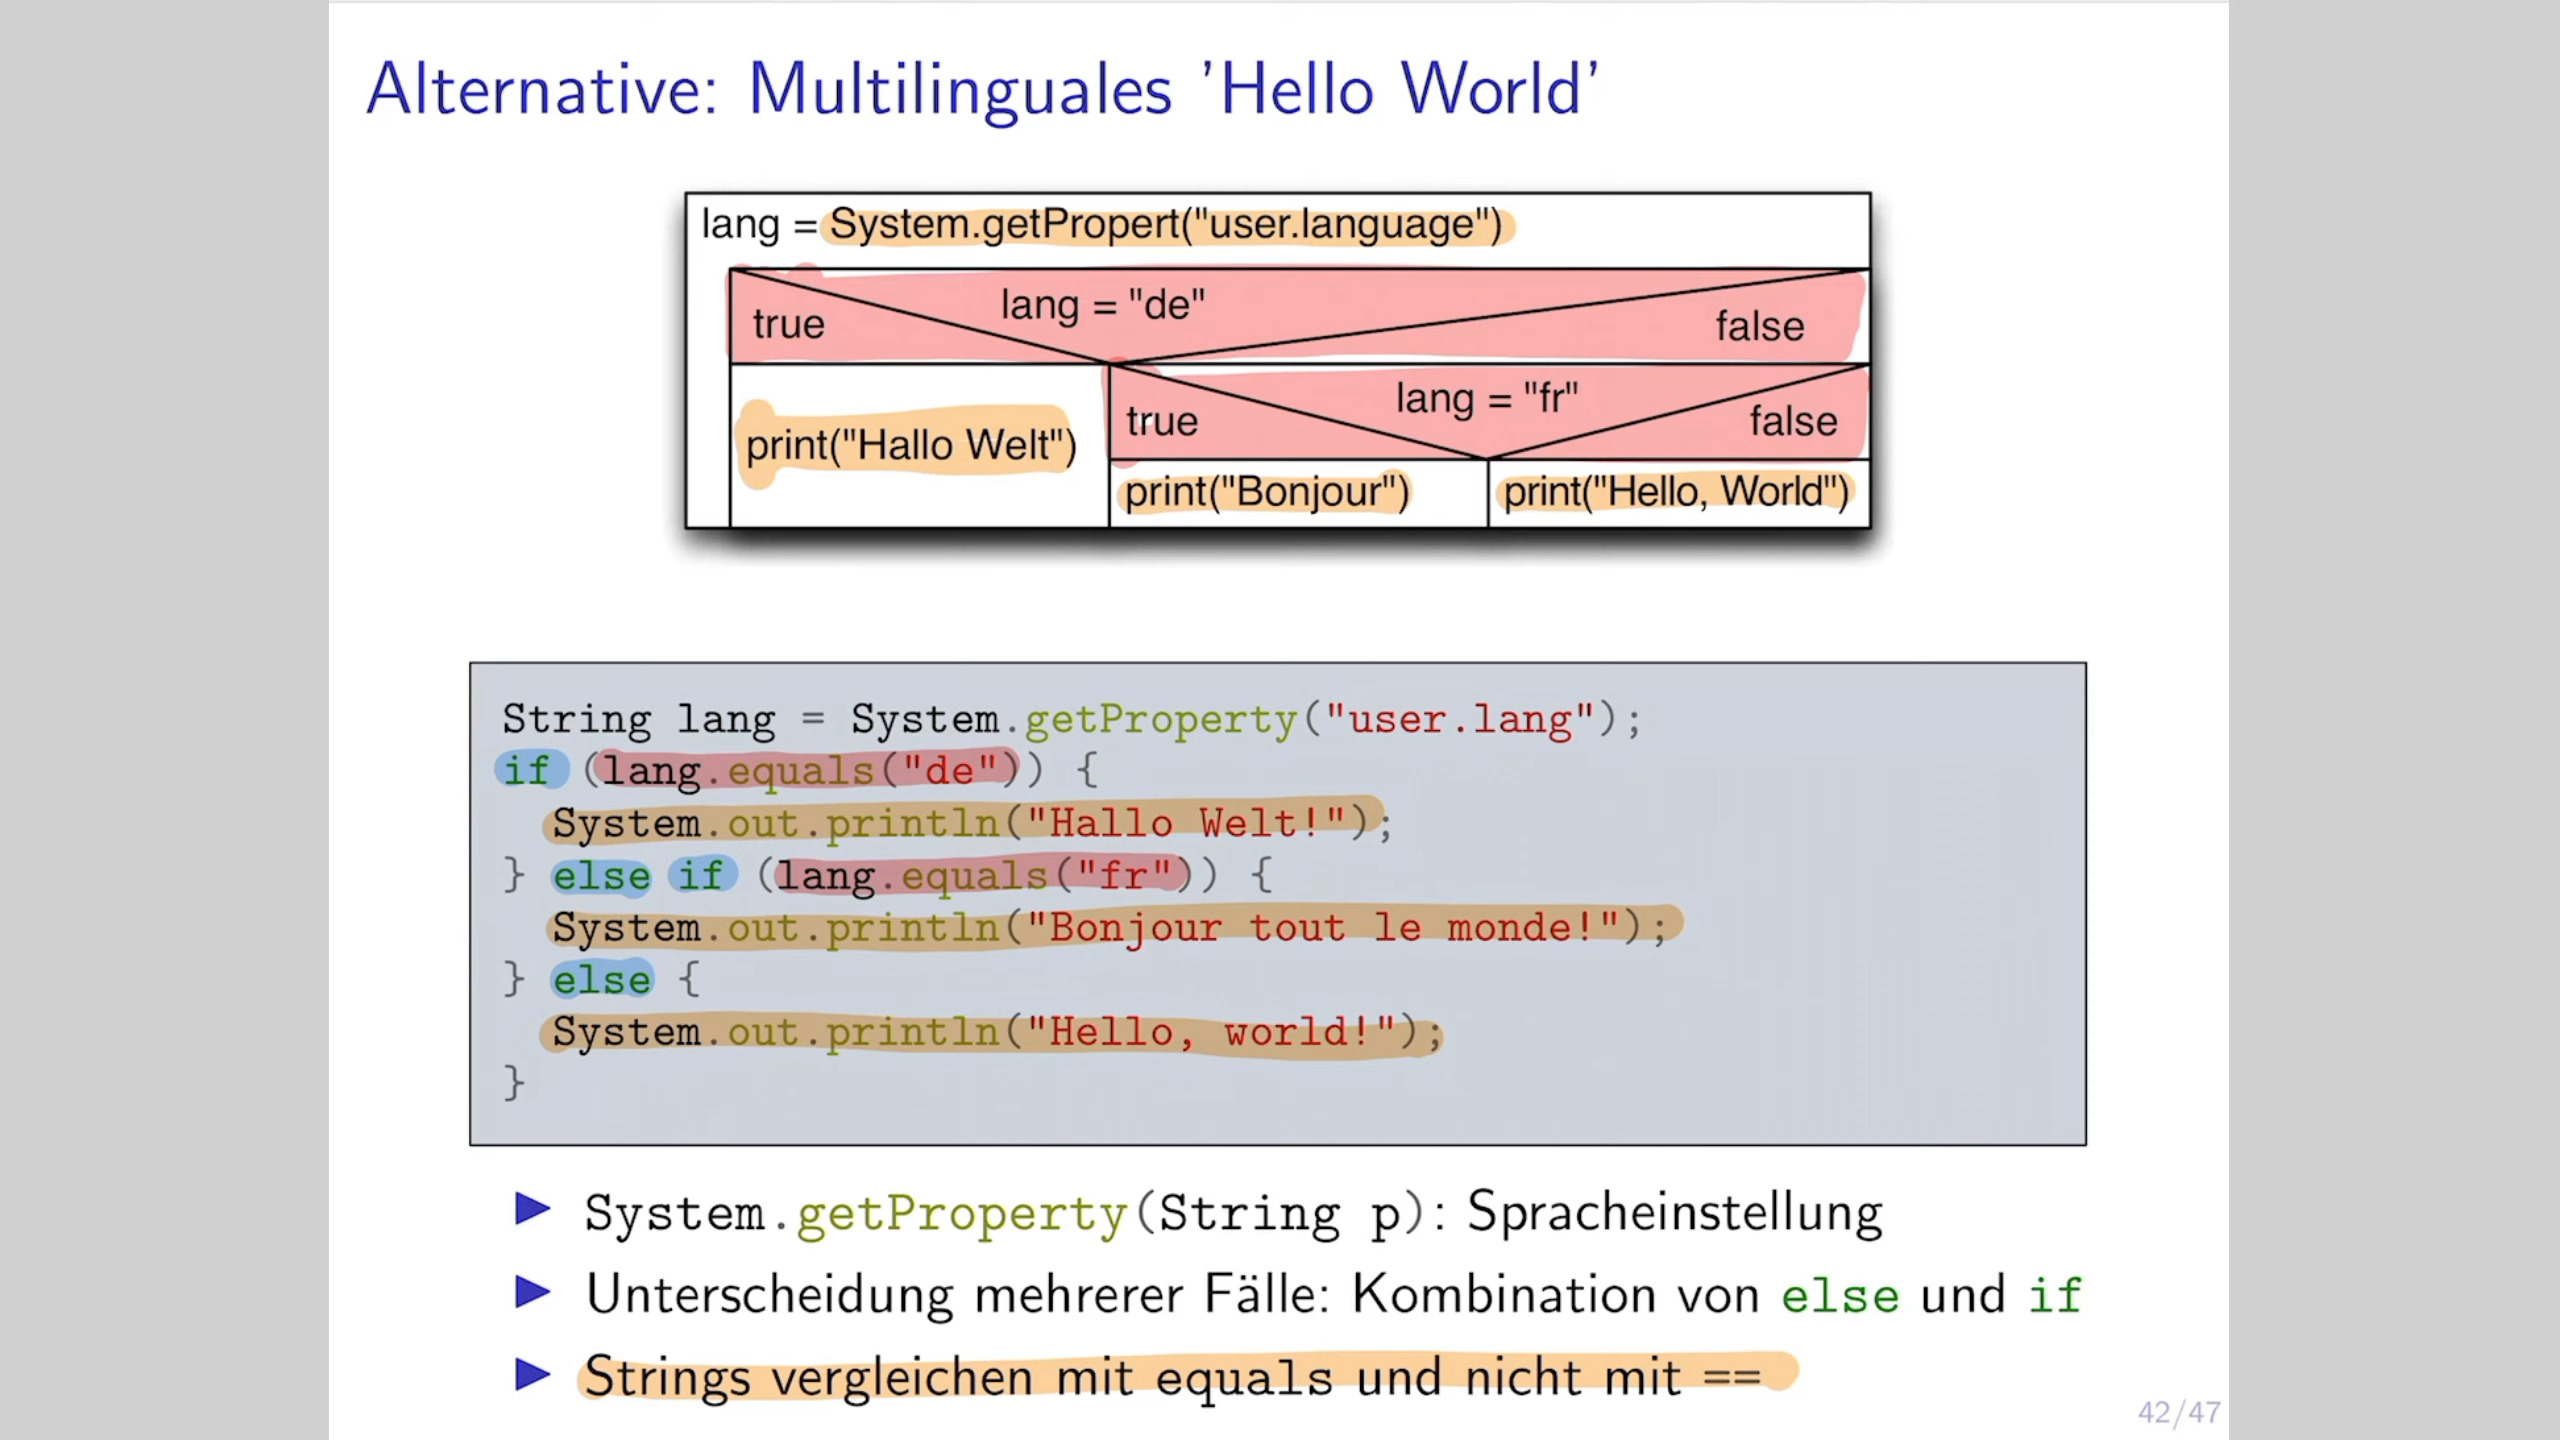 Alternative: Multilinguales 'Hello World'
lang = System.getPropert("user.language")
lang = "de"
true
false
lang = "fr"
true
false
print("Hallo Welt")
print("Bonjour")
print("Hello, World")
String lang = System.getProperty("user.lang");
if (lang.equals("de")) {
System.out.println("Hallo Welt!");
} else if (lang.equals("fr")) {
System.out.println("Bonjour tout le monde!");
} else {
System.out.println("Hello, world!");
}
System.getProperty(String p): Spracheinstellung
Unterscheidung mehrerer Fälle: Kombination von else und if
Strings vergleichen mit equals und nicht mit ==
42/47